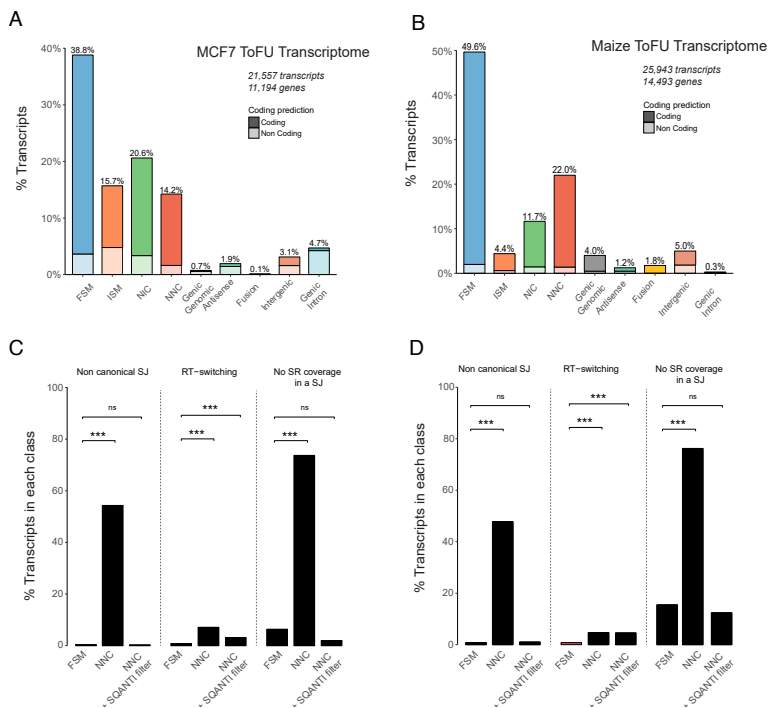 A
MCF7 ToFU Transcriptome
21,557 transcripts
11,194 genes
Coding prediction
Coding
Non Coding
% Transcripts
40%
30%
20%
10%
0%
38.8%
15.7%
20.6%
14.2%
0.7%
1.9%
0.1%
3.1%
4.7%
FSM
ISM
NIC
NNC
Genic
Genomic
Antisense
Fusion
Intergenic
Genic
Intron
B
Maize ToFU Transcriptome
25,943 transcripts
14,493 genes
Coding prediction
Coding
Non Coding
% Transcripts
50%
40%
30%
20%
10%
0%
49.6%
4.4%
11.7%
22.0%
4.0%
1.2%
1.8%
5.0%
0.3%
FSM
ISM
NIC
NNC
Genic
Genomic
Antisense
Fusion
Intergenic
Genic
Intron
C
Non canonical SJ
RT−switching
No SR coverage
in a SJ
% Transcripts in each class
100
80
60
40
20
0
ns
***
***
***
ns
***
FSM
NNC
NNC
+ SQANTI filter
FSM
NNC
NNC
+ SQANTI filter
FSM
NNC
NNC
+ SQANTI filter
D
Non canonical SJ
RT−switching
No SR coverage
in a SJ
% Transcripts in each class
100
80
60
40
20
0
ns
***
***
***
ns
***
FSM
NNC
NNC
+ SQANTI filter
FSM
NNC
NNC
+ SQANTI filter
FSM
NNC
NNC
+ SQANTI filter